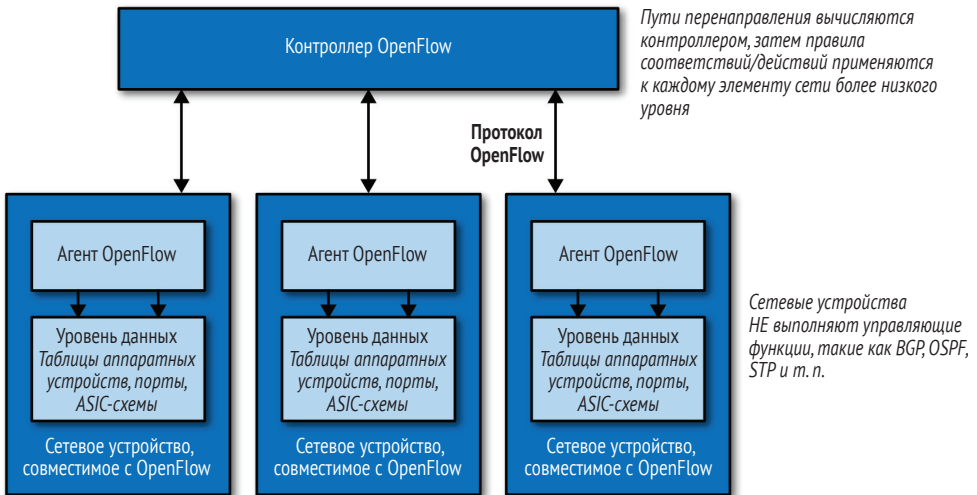 Контроллер OpenFlow
Пути перенаправления вычисляются
контроллером, затем правила
соответствий/действий применяются
к каждому элементу сети более низкого
уровня
Протокол
OpenFlow
Агент OpenFlow
Уровень данных
Таблицы аппаратных
устройств, порты,
ASIC-схемы
Сетевое устройство,
совместимое с OpenFlow
Агент OpenFlow
Уровень данных
Таблицы аппаратных
устройств, порты,
ASIC-схемы
Сетевое устройство,
совместимое с OpenFlow
Агент OpenFlow
Уровень данных
Таблицы аппаратных
устройств, порты,
ASIC-схемы
Сетевое устройство,
совместимое с OpenFlow
Сетевые устройства
НЕ выполняют управляющие
функции, такие как BGP, OSPF,
STP и т. п.